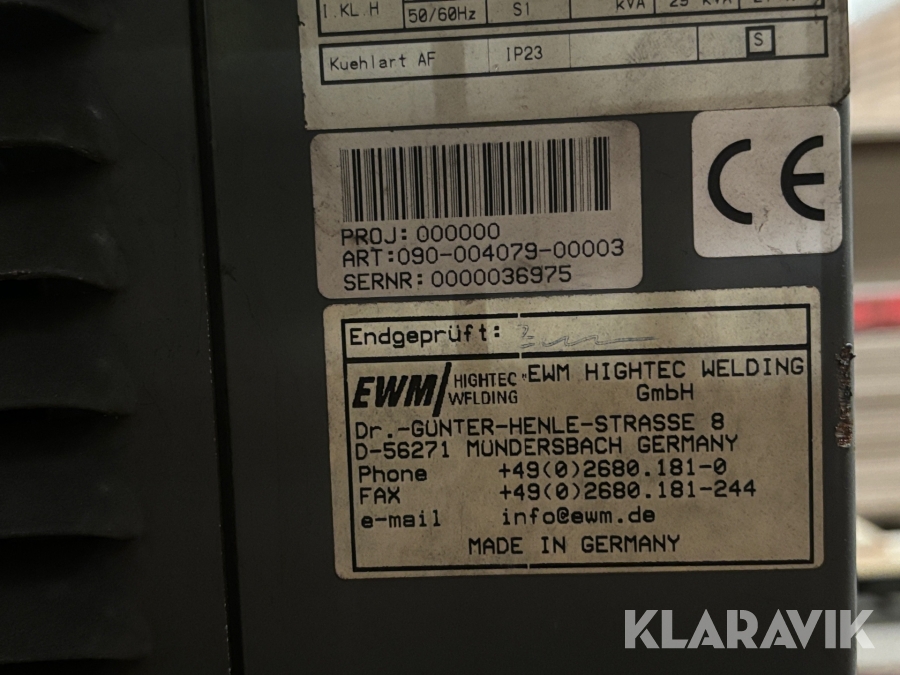 I.KL.H 50/60Hz S1 kVA 29 kVA
Kuehlart AF IP23 S
CE
PROJ: 000000
ART:090-004079-00003
SERNR: 0000036975
Endgeprüft:
EWM HIGHTEC WELDING "EWM HIGHTEC WELDING
GmbH
Dr.-GÜNTER-HENLE-STRASSE 8
D-56271 MÜNDERSBACH GERMANY
Phone +49(0)2680.181-0
FAX +49(0)2680.181-244
e-mail info@ewm.de
MADE IN GERMANY
KLARAVIK